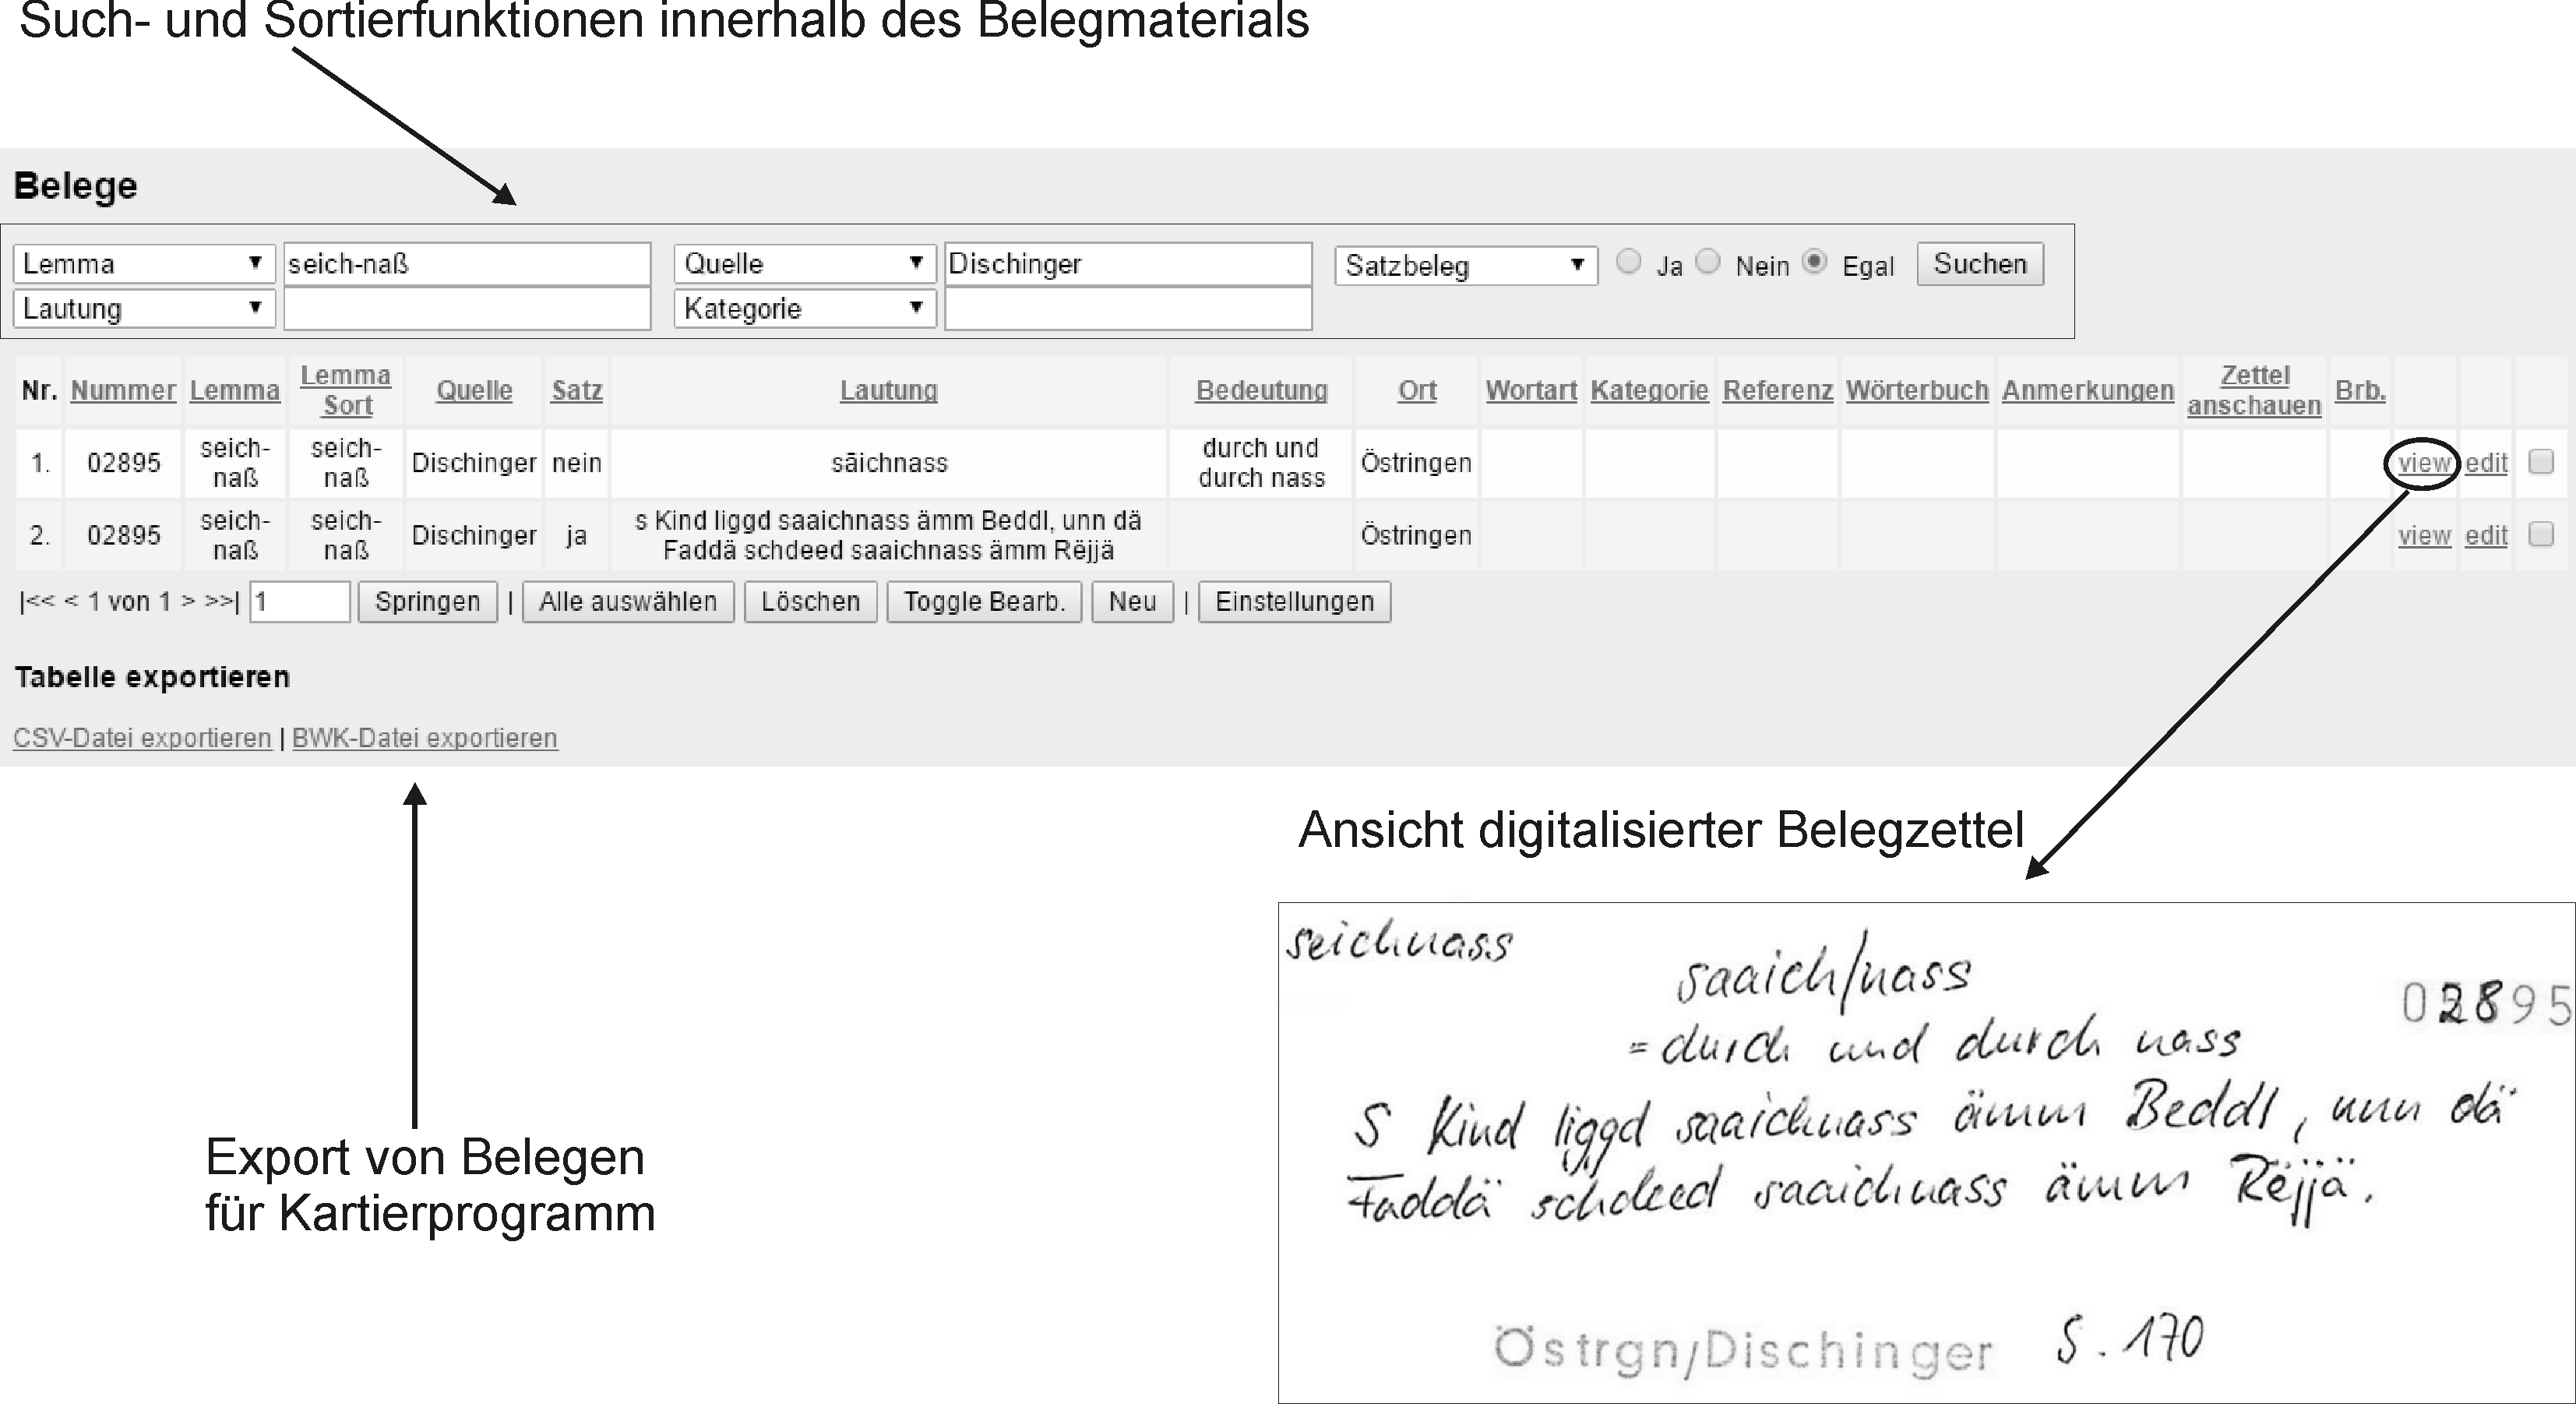 Such- und Sortierfunktionen innerhalb des Belegmaterials
Belege
Lemma seich-naß Quelle Dischinger Satzbeleg Ja Nein Egal Suchen
Lautung Kategorie
Nr. Nummer Lemma Lemma Sort Quelle Satz Lautung Bedeutung Ort Wortart Kategorie Referenz Wörterbuch Anmerkungen Zettel anschauen Brb.
1. 02895 seich-naß seich-naß Dischinger nein säichnass durch und durch nass Östringen view edit
2. 02895 seich-naß seich-naß Dischinger ja s Kind liggd saaichnass ämm Beddl, unn dä Faddä schdeed saaichnass ämm Rëjjä Östringen view edit
|<< < 1 von 1 > >>| 1 Springen | Alle auswählen Löschen Toggle Bearb. Neu | Einstellungen
Tabelle exportieren
CSV-Datei exportieren | BWK-Datei exportieren
Export von Belegen
für Kartierprogramm
Ansicht digitalisierter Belegzettel
seichnass
saaich/nass
02895
= durch und durch nass
S Kind liggd saaichnass ämm Beddl, unn dä
Faddä schdeed saaichnass ämm Rëjjä.
Östrgn/Dischinger S. 170